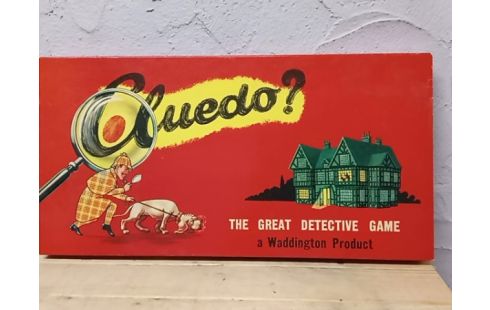 Cluedo?
THE GREAT DETECTIVE GAME
a Waddington Product